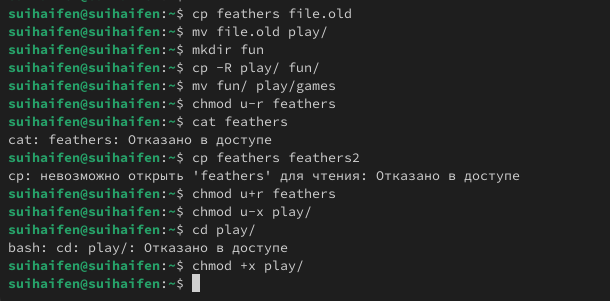 suihaifen@suihaifen:~$ cp feathers file.old
suihaifen@suihaifen:~$ mv file.old play/
suihaifen@suihaifen:~$ mkdir fun
suihaifen@suihaifen:~$ cp -R play/ fun/
suihaifen@suihaifen:~$ mv fun/ play/games
suihaifen@suihaifen:~$ chmod u-r feathers
suihaifen@suihaifen:~$ cat feathers
cat: feathers: Отказано в доступе
suihaifen@suihaifen:~$ cp feathers feathers2
cp: невозможно открыть 'feathers' для чтения: Отказано в доступе
suihaifen@suihaifen:~$ chmod u+r feathers
suihaifen@suihaifen:~$ chmod u-x play/
suihaifen@suihaifen:~$ cd play/
bash: cd: play/: Отказано в доступе
suihaifen@suihaifen:~$ chmod +x play/
suihaifen@suihaifen:~$